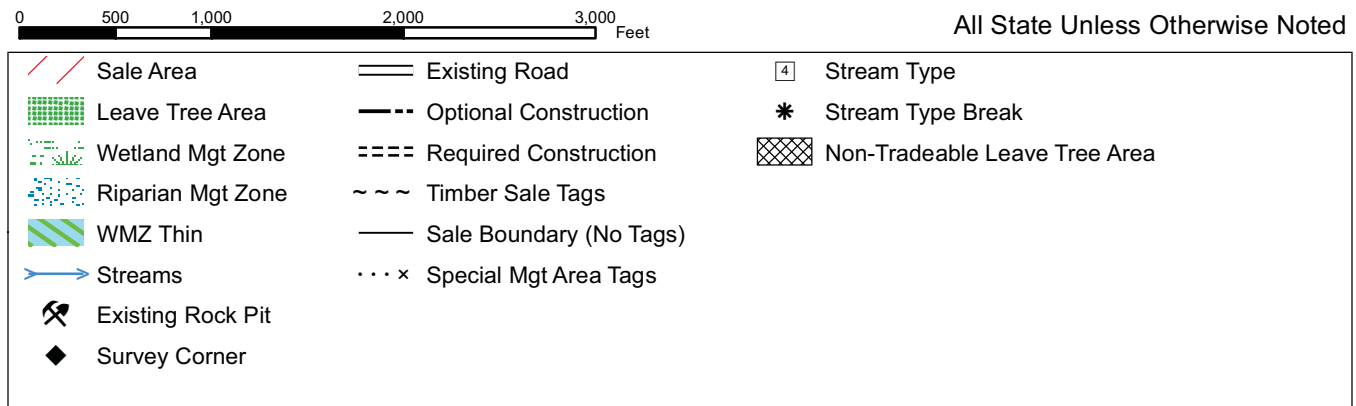 0 500 1,000 2,000 3,000
Feet
All State Unless Otherwise Noted
Sale Area
Leave Tree Area
Wetland Mgt Zone
Riparian Mgt Zone
WMZ Thin
Streams
Existing Rock Pit
Survey Corner
Existing Road
Optional Construction
Required Construction
Timber Sale Tags
Sale Boundary (No Tags)
Special Mgt Area Tags
4 Stream Type
Stream Type Break
Non-Tradeable Leave Tree Area